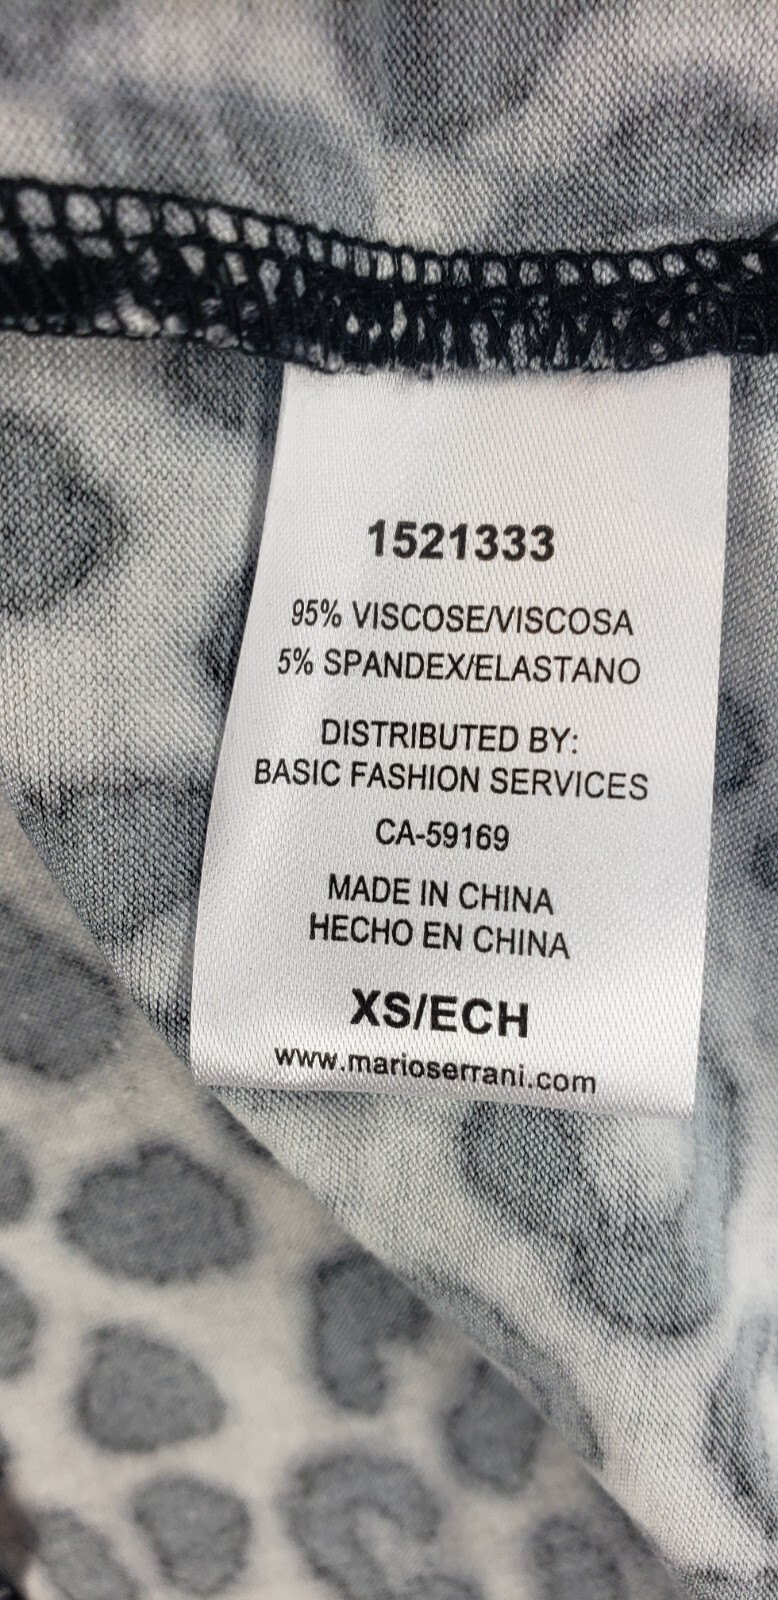 1521333
95% VISCOSE/VISCOSA
5% SPANDEX/ELASTANO
DISTRIBUTED BY:
BASIC FASHION SERVICES
CA-59169
MADE IN CHINA
HECHO EN CHINA
XS/ECH
www.marioserrani.com